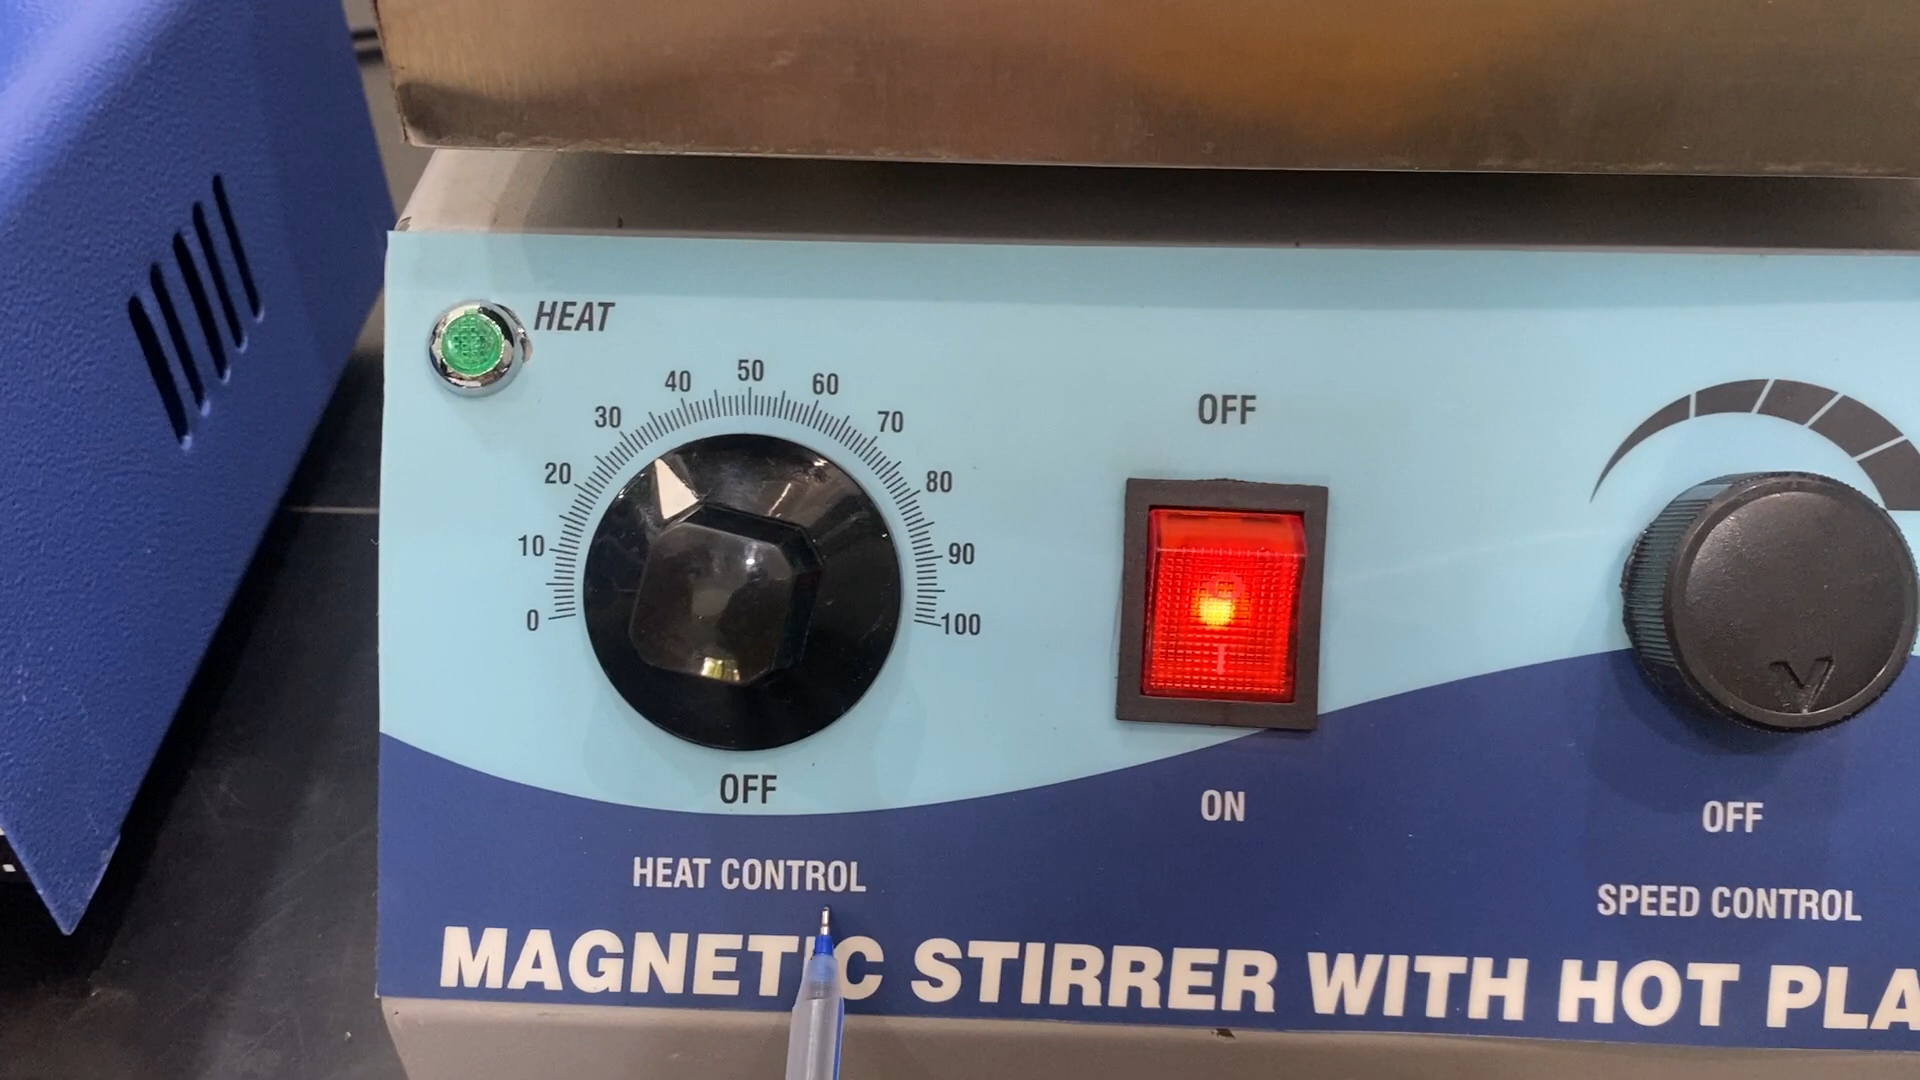 HEAT
0
10
20
30
40
50
60
70
80
90
100
OFF
HEAT CONTROL
OFF
ON
OFF
SPEED CONTROL
MAGNETIC STIRRER WITH HOT PLA